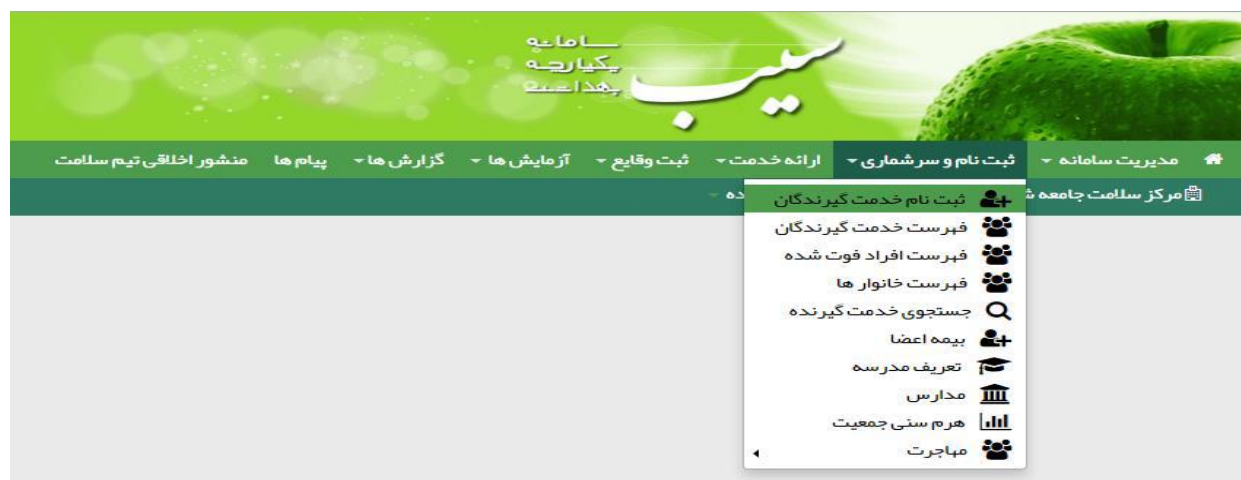 سامانه
یکپارچه
بهداشت
سیب
مدیریت سامانه ثبت نام و سرشماری ارائه خدمت ثبت وقایع آزمایش ها گزارش ها پیام ها منشور اخلاقی تیم سلامت
مرکز سلامت جامعه ده
ثبت نام خدمت گیرندگان
فهرست خدمت گیرندگان
فهرست افراد فوت شده
فهرست خانوار ها
جستجوی خدمت گیرنده
بیمه اعضا
تعریف مدرسه
مدارس
هرم سنی جمعیت
مهاجرت